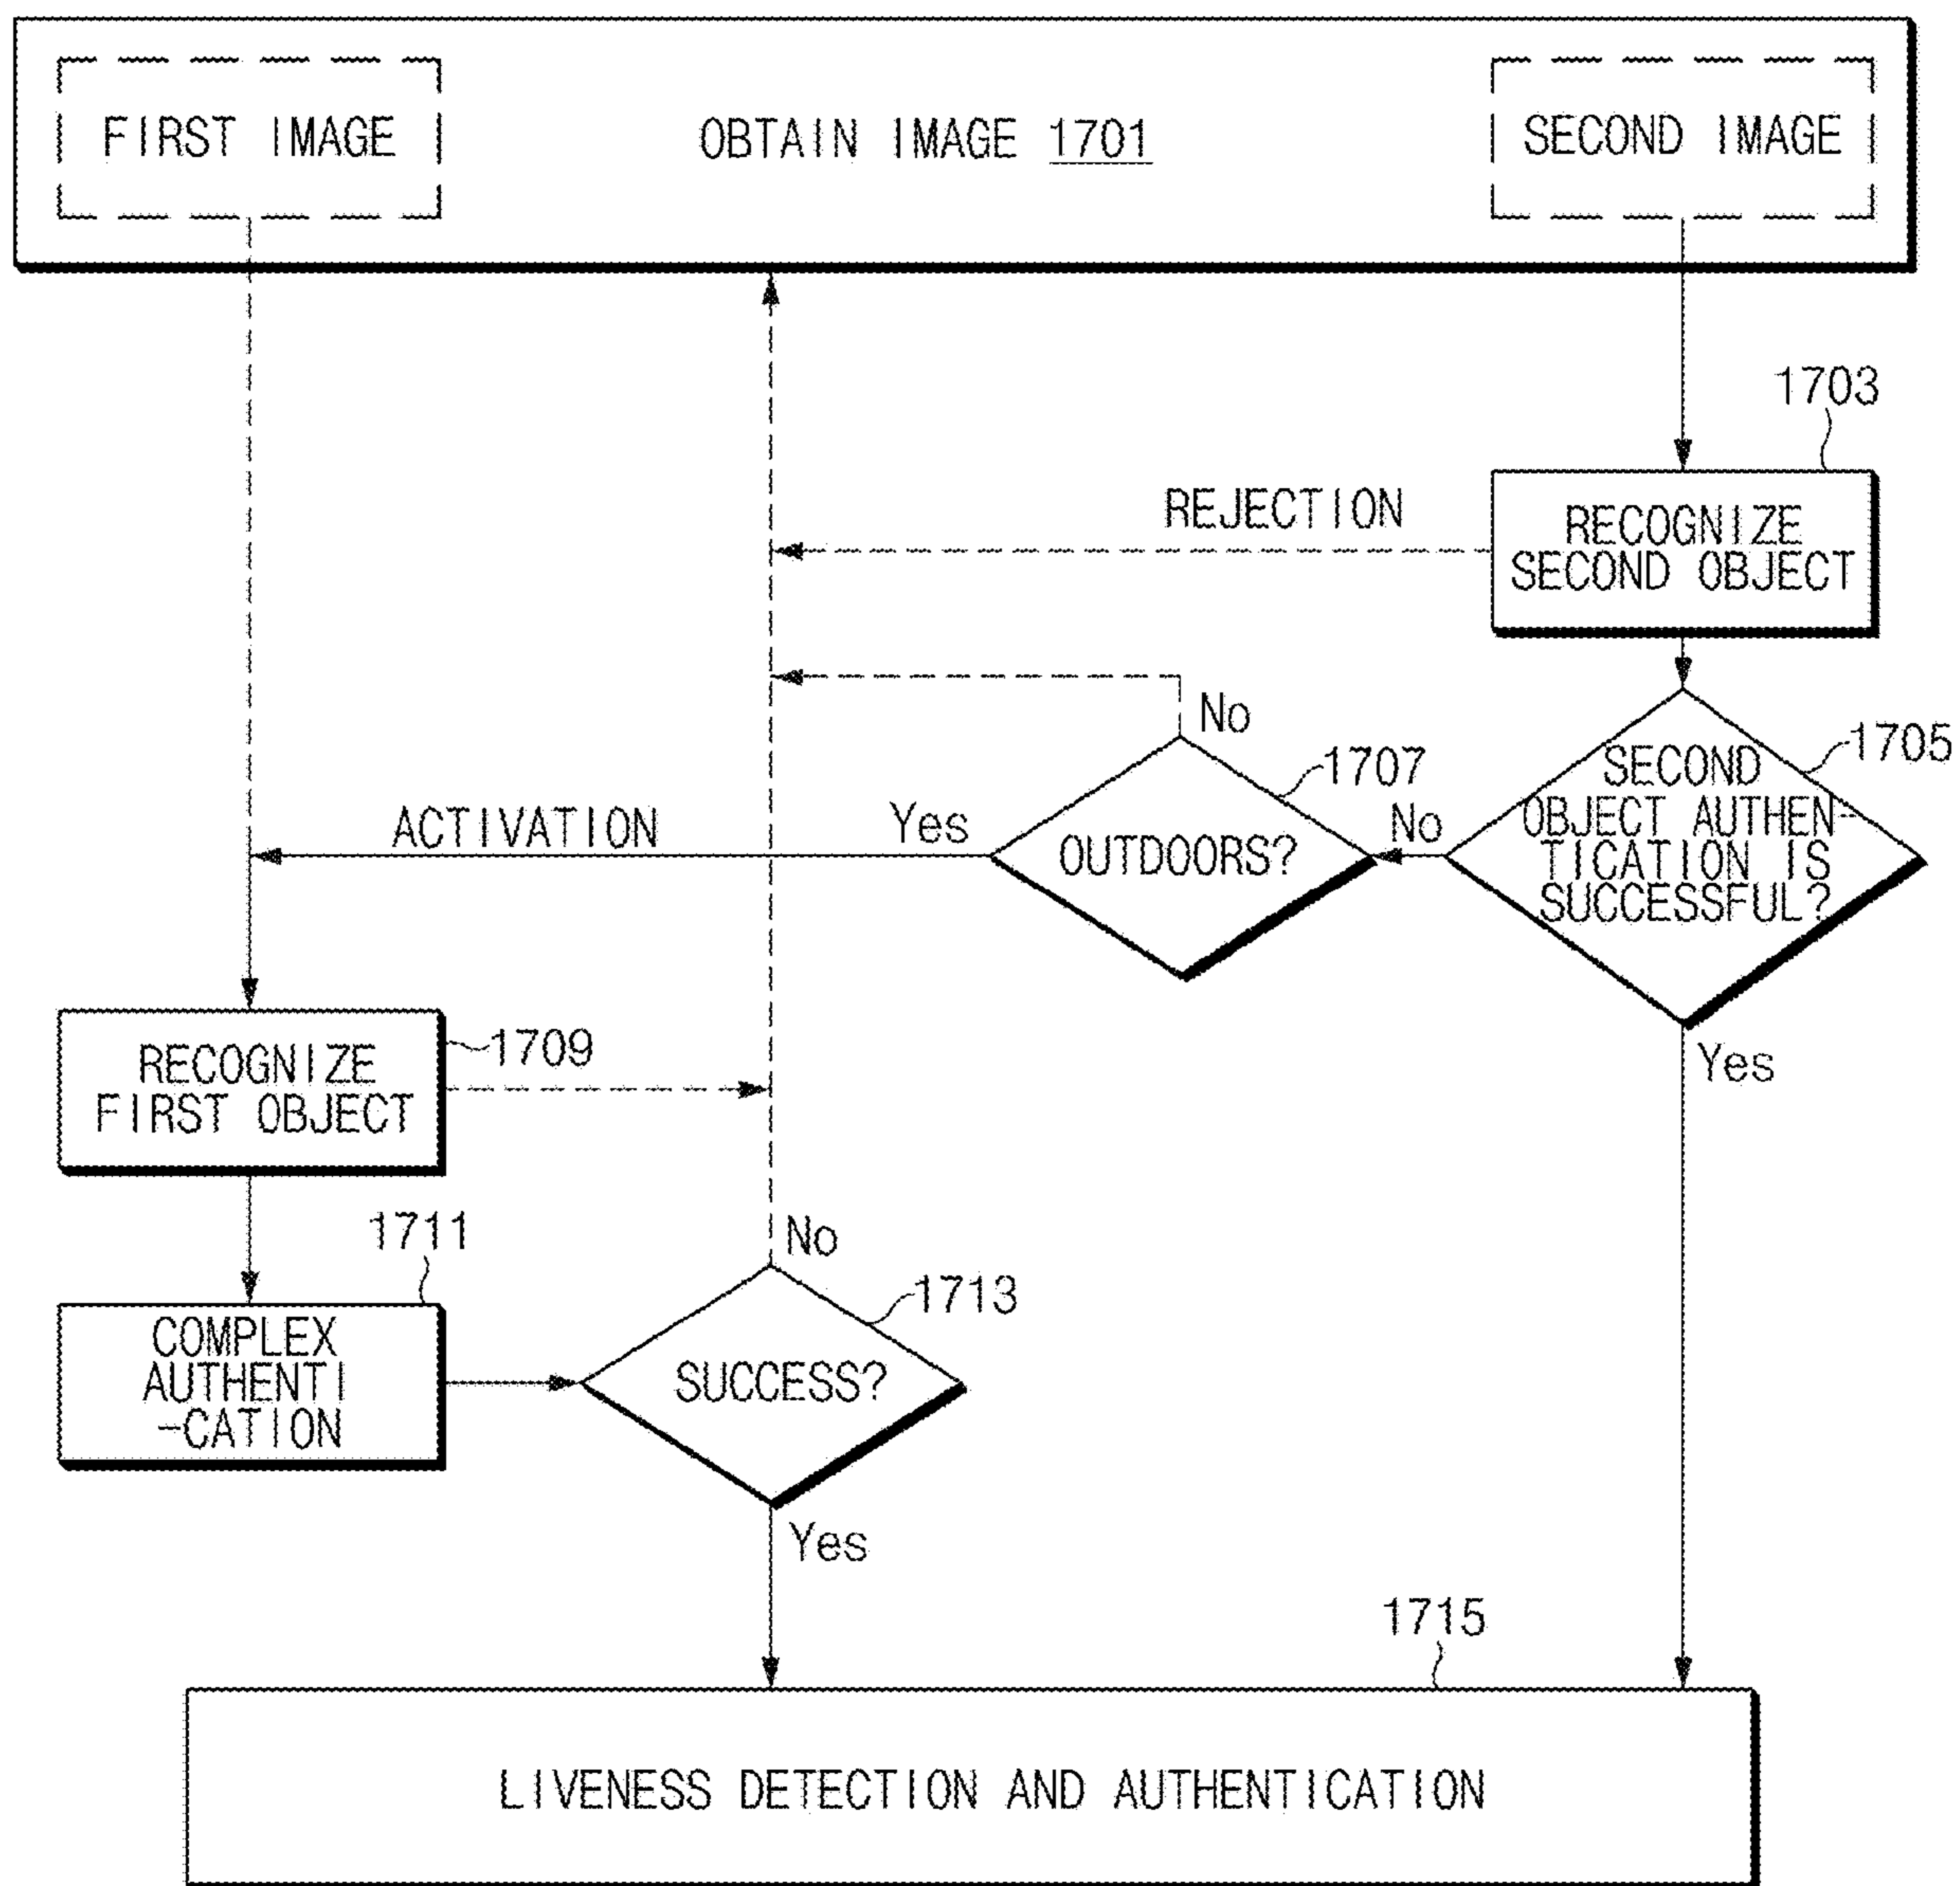 FIRST IMAGE
OBTAIN IMAGE 1701
SECOND IMAGE
1703
REJECTION
RECOGNIZE
SECOND OBJECT
No
1707
1705
SECOND
OBJECT AUTHEN-
TICATION IS
SUCCESSFUL?
ACTIVATION
Yes
OUTDOORS?
No
Yes
RECOGNIZE
FIRST OBJECT
1709
1711
No
1713
COMPLEX
AUTHENTI
-CATION
SUCCESS?
Yes
1715
LIVENESS DETECTION AND AUTHENTICATION